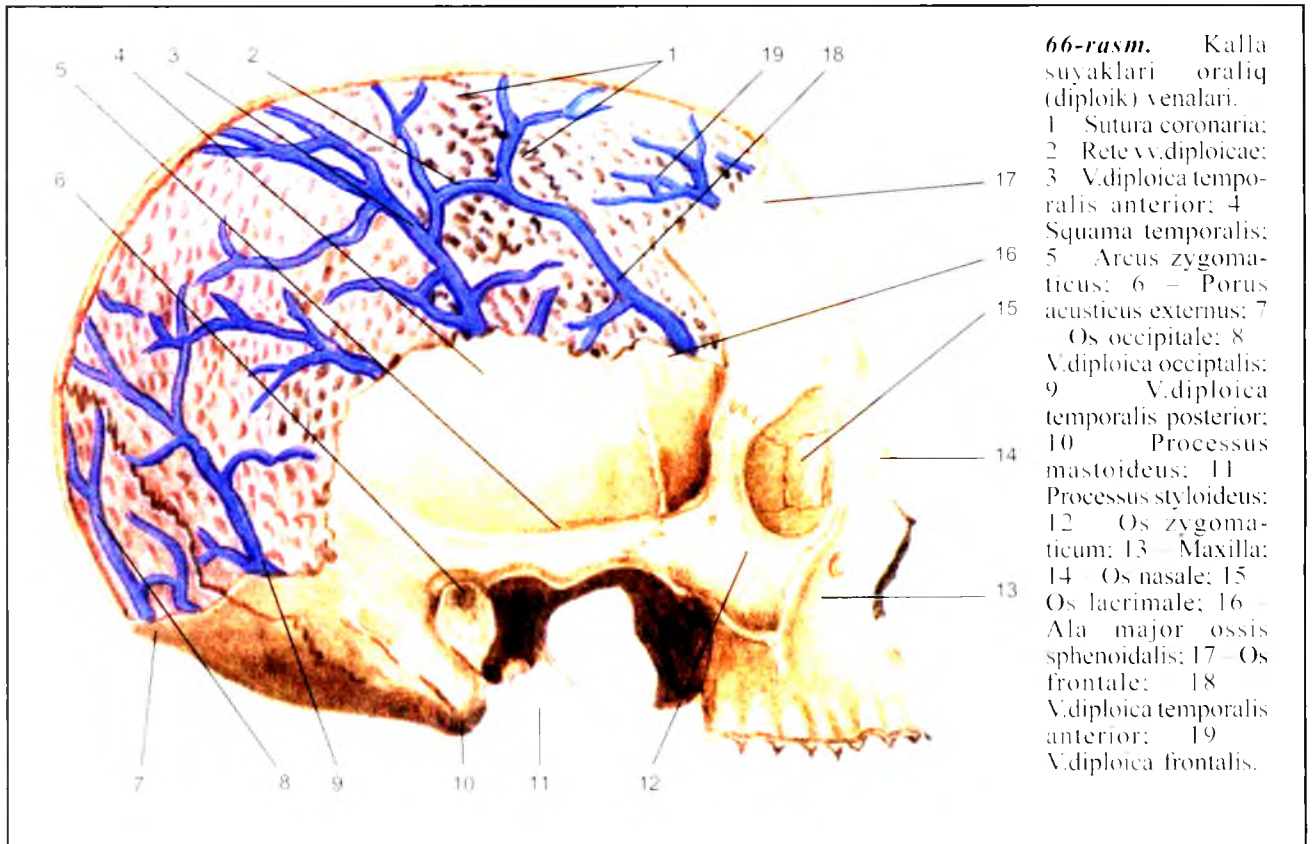 5 4 3 2 1 19 18
6
17
16
15
14
13
7 8 9 10 11 12
66-rasm. Kalla
suyaklari oraliq
(diploik) venalari.
1 Sutura coronaria;
2 Rete vv.diploicae;
3 V.diploica tempo-
ralis anterior; 4
Squama temporalis;
5 Arcus zygoma-
ticus; 6 – Porus
acusticus externus; 7
Os occipitale; 8
V.diploica occiptalis;
9 V.diploica
temporalis posterior;
10 Processus
mastoideus; 11
Processus styloideus;
12 Os zygoma-
ticum; 13 – Maxilla;
14 – Os nasale; 15
Os lacrimale; 16 –
Ala major ossis
sphenoidalis; 17 – Os
frontale; 18
V.diploica temporalis
anterior; 19
V.diploica frontalis.